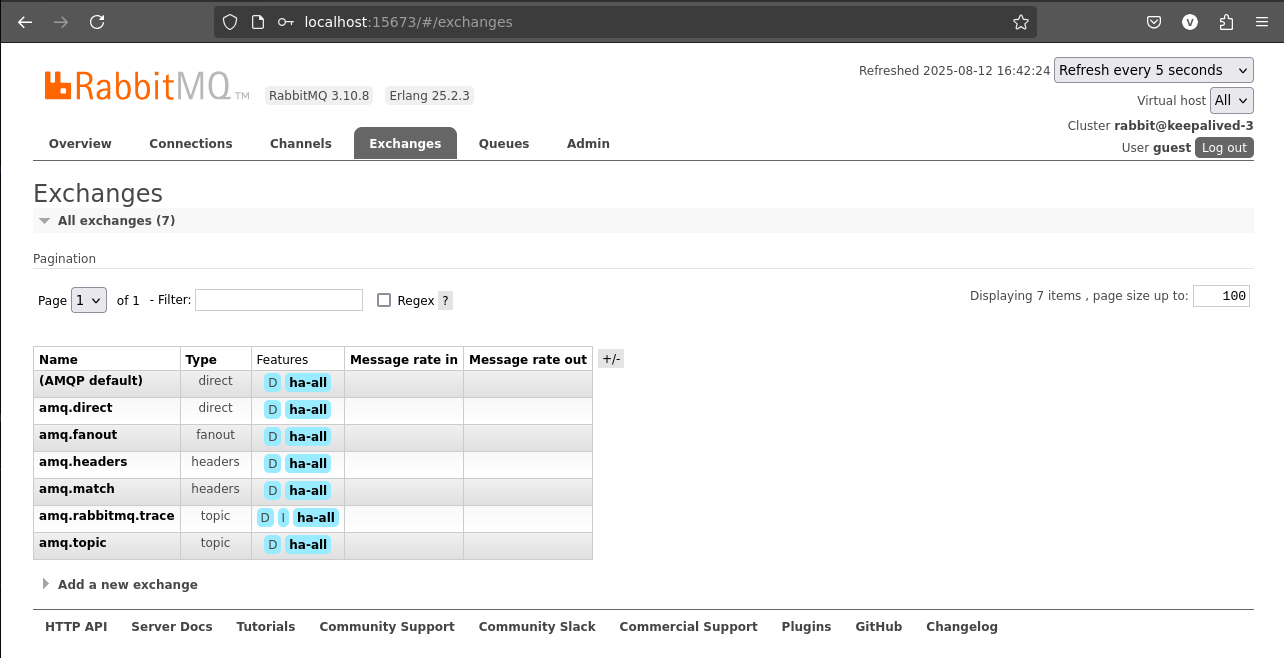 localhost:15673/#/exchanges
V
RabbitMQ TM RabbitMQ 3.10.8 Erlang 25.2.3
Refreshed 2025-08-12 16:42:24 Refresh every 5 seconds
Virtual host All
Cluster rabbit@keepalived-3
User guest Log out
Overview Connections Channels Exchanges Queues Admin
Exchanges
All exchanges (7)
Pagination
Page 1 of 1 - Filter: Regex ? Displaying 7 items , page size up to: 100
Name Type Features Message rate in Message rate out +/-
(AMQP default) direct D ha-all
amq.direct direct D ha-all
amq.fanout fanout D ha-all
amq.headers headers D ha-all
amq.match headers D ha-all
amq.rabbitmq.trace topic D I ha-all
amq.topic topic D ha-all
Add a new exchange
HTTP API Server Docs Tutorials Community Support Community Slack Commercial Support Plugins GitHub Changelog